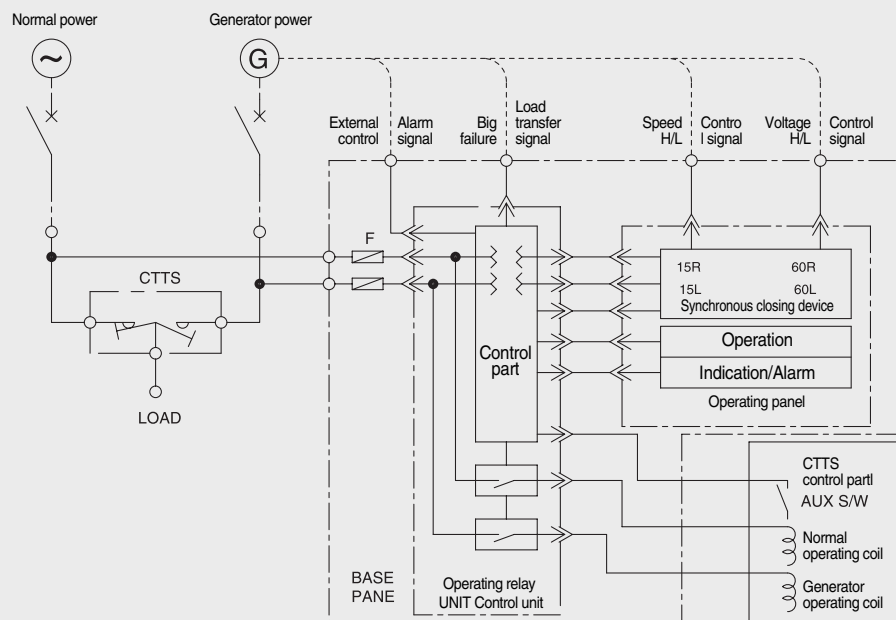 Normal power
Generator power
G
External control
Alarm signal
Big failure
Load transfer signal
Speed H/L
Contro l signal
Voltage H/L
Control signal
F
CTTS
LOAD
15R 60R
15L 60L
Synchronous closing device
Control part
Operation
Indication/Alarm
Operating panel
CTTS
control partl
AUX S/W
Normal
operating coil
Generator
operating coil
BASE
PANE
Operating relay
UNIT Control unit